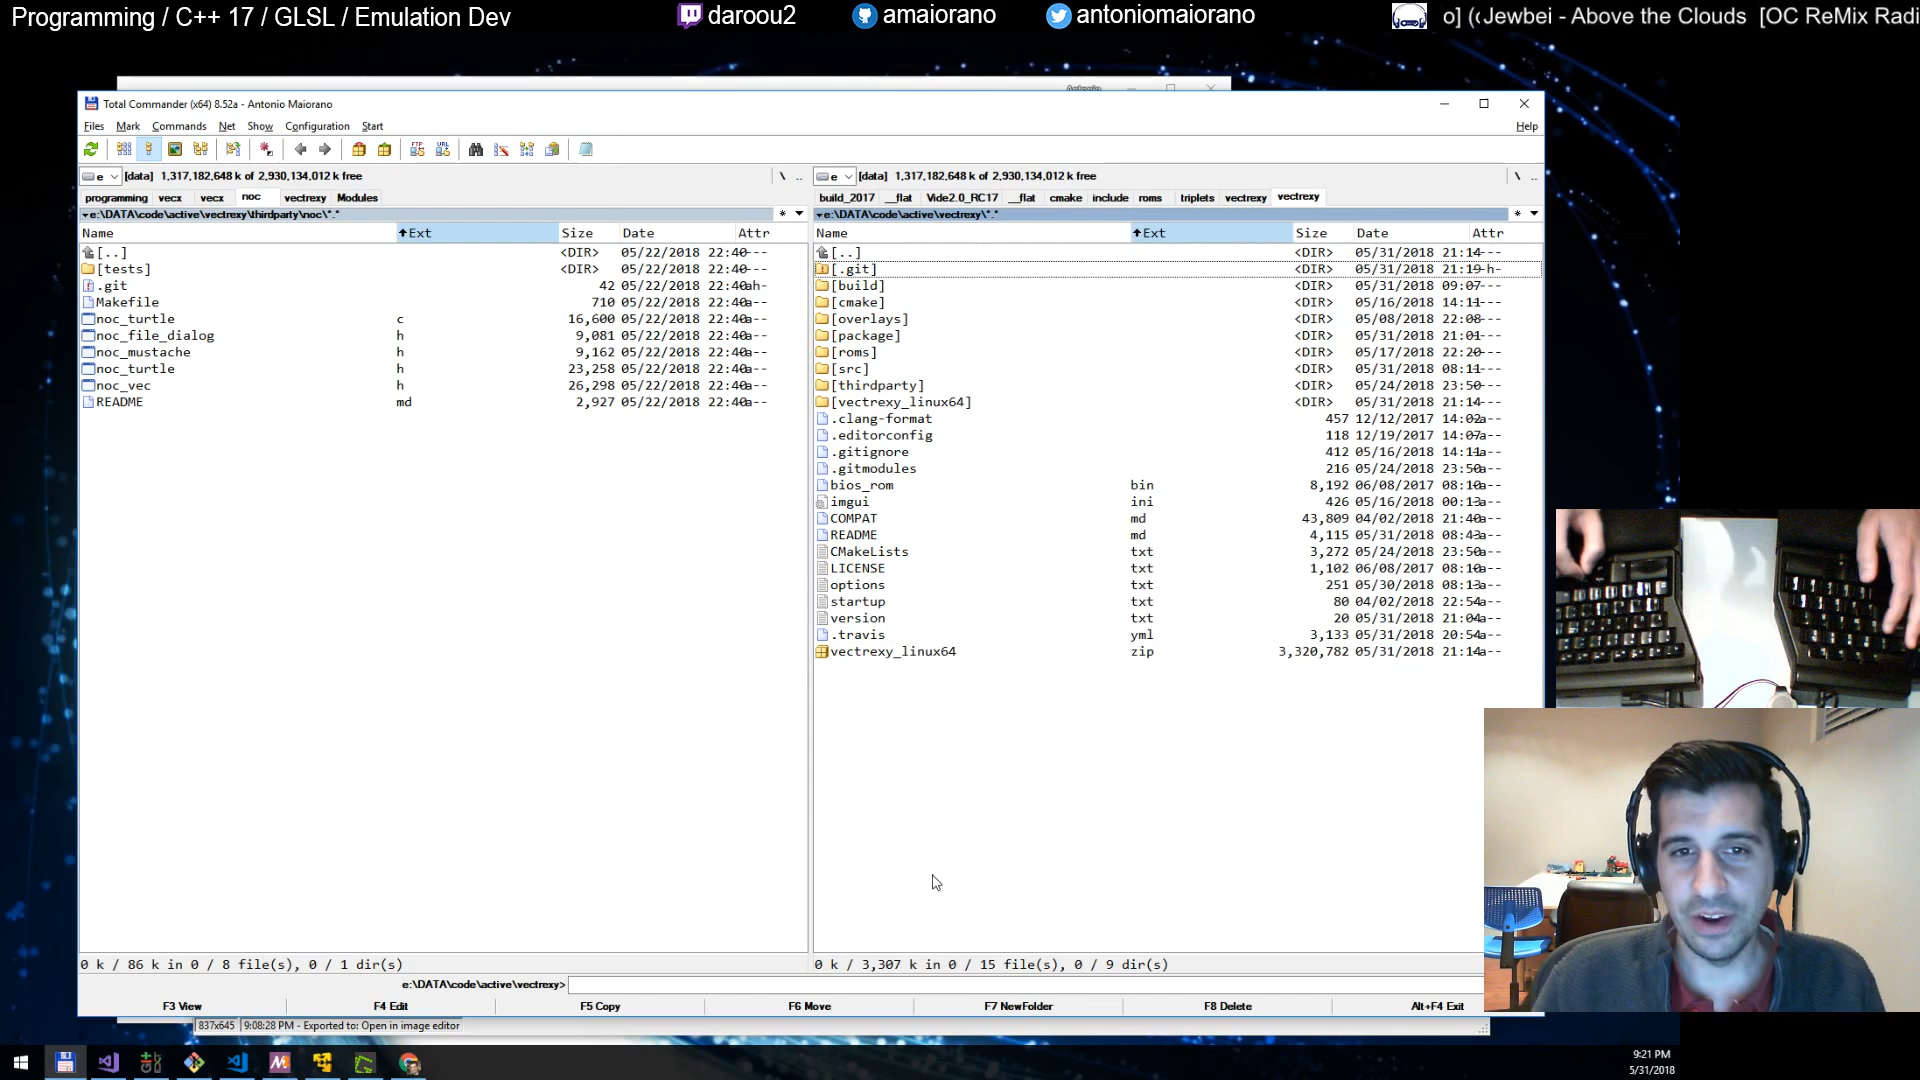 Programming / C++ 17 / GLSL / Emulation Dev
daroou2
amaiorano
antoniomaiorano
o] (c Jewbei - Above the Clouds [OC ReMix Radi
Total Commander (x64) 8.52a - Antonio Maiorano
Files Mark Commands Net Show Configuration Start
Help
FTP URL
e [data] 1,317,182,648 k of 2,930,134,012 k free \ ..
programming vecx vecx noc vectrexy Modules
e:\DATA\code\active\vectrexy\thirdparty\noc\*.* *
Name Ext Size Date Attr
[..] <DIR> 05/22/2018 22:40----
[tests] <DIR> 05/22/2018 22:40----
.git 42 05/22/2018 22:40ah-
Makefile 710 05/22/2018 22:40a--
noc_turtle c 16,600 05/22/2018 22:40a--
noc_file_dialog h 9,081 05/22/2018 22:40a--
noc_mustache h 9,162 05/22/2018 22:40a--
noc_turtle h 23,258 05/22/2018 22:40a--
noc_vec h 26,298 05/22/2018 22:40a--
README md 2,927 05/22/2018 22:40a--
0 k / 86 k in 0 / 8 file(s), 0 / 1 dir(s)
e [data] 1,317,182,648 k of 2,930,134,012 k free \ ..
build_2017 __flat Vide2.0_RC17 __flat cmake include roms triplets vectrexy vectrexy
e:\DATA\code\active\vectrexy\*.* *
Name Ext Size Date Attr
[..] <DIR> 05/31/2018 21:14----
[.git] <DIR> 05/31/2018 21:19-h-
[build] <DIR> 05/31/2018 09:07----
[cmake] <DIR> 05/16/2018 14:11----
[overlays] <DIR> 05/08/2018 22:08----
[package] <DIR> 05/31/2018 21:01----
[roms] <DIR> 05/17/2018 22:20----
[src] <DIR> 05/31/2018 08:11----
[thirdparty] <DIR> 05/24/2018 23:50----
[vectrexy_linux64] <DIR> 05/31/2018 21:14----
.clang-format 457 12/12/2017 14:02a--
.editorconfig 118 12/19/2017 14:07a--
.gitignore 412 05/16/2018 14:11a--
.gitmodules 216 05/24/2018 23:50a--
bios_rom bin 8,192 06/08/2017 08:10a--
imgui ini 426 05/16/2018 00:13a--
COMPAT md 43,809 04/02/2018 21:40a--
README md 4,115 05/31/2018 08:43a--
CMakeLists txt 3,272 05/24/2018 23:50a--
LICENSE txt 1,102 06/08/2017 08:10a--
options txt 251 05/30/2018 08:13a--
startup txt 80 04/02/2018 22:54a--
version txt 20 05/31/2018 21:04a--
.travis yml 3,133 05/31/2018 20:54a--
vectrexy_linux64 zip 3,320,782 05/31/2018 21:14a--
0 k / 3,307 k in 0 / 15 file(s), 0 / 9 dir(s)
e:\DATA\code\active\vectrexy>
F3 View F4 Edit F5 Copy F6 Move F7 NewFolder F8 Delete Alt+F4 Exit
837x645 9:08:28 PM - Exported to: Open in image editor
9:21 PM
5/31/2018